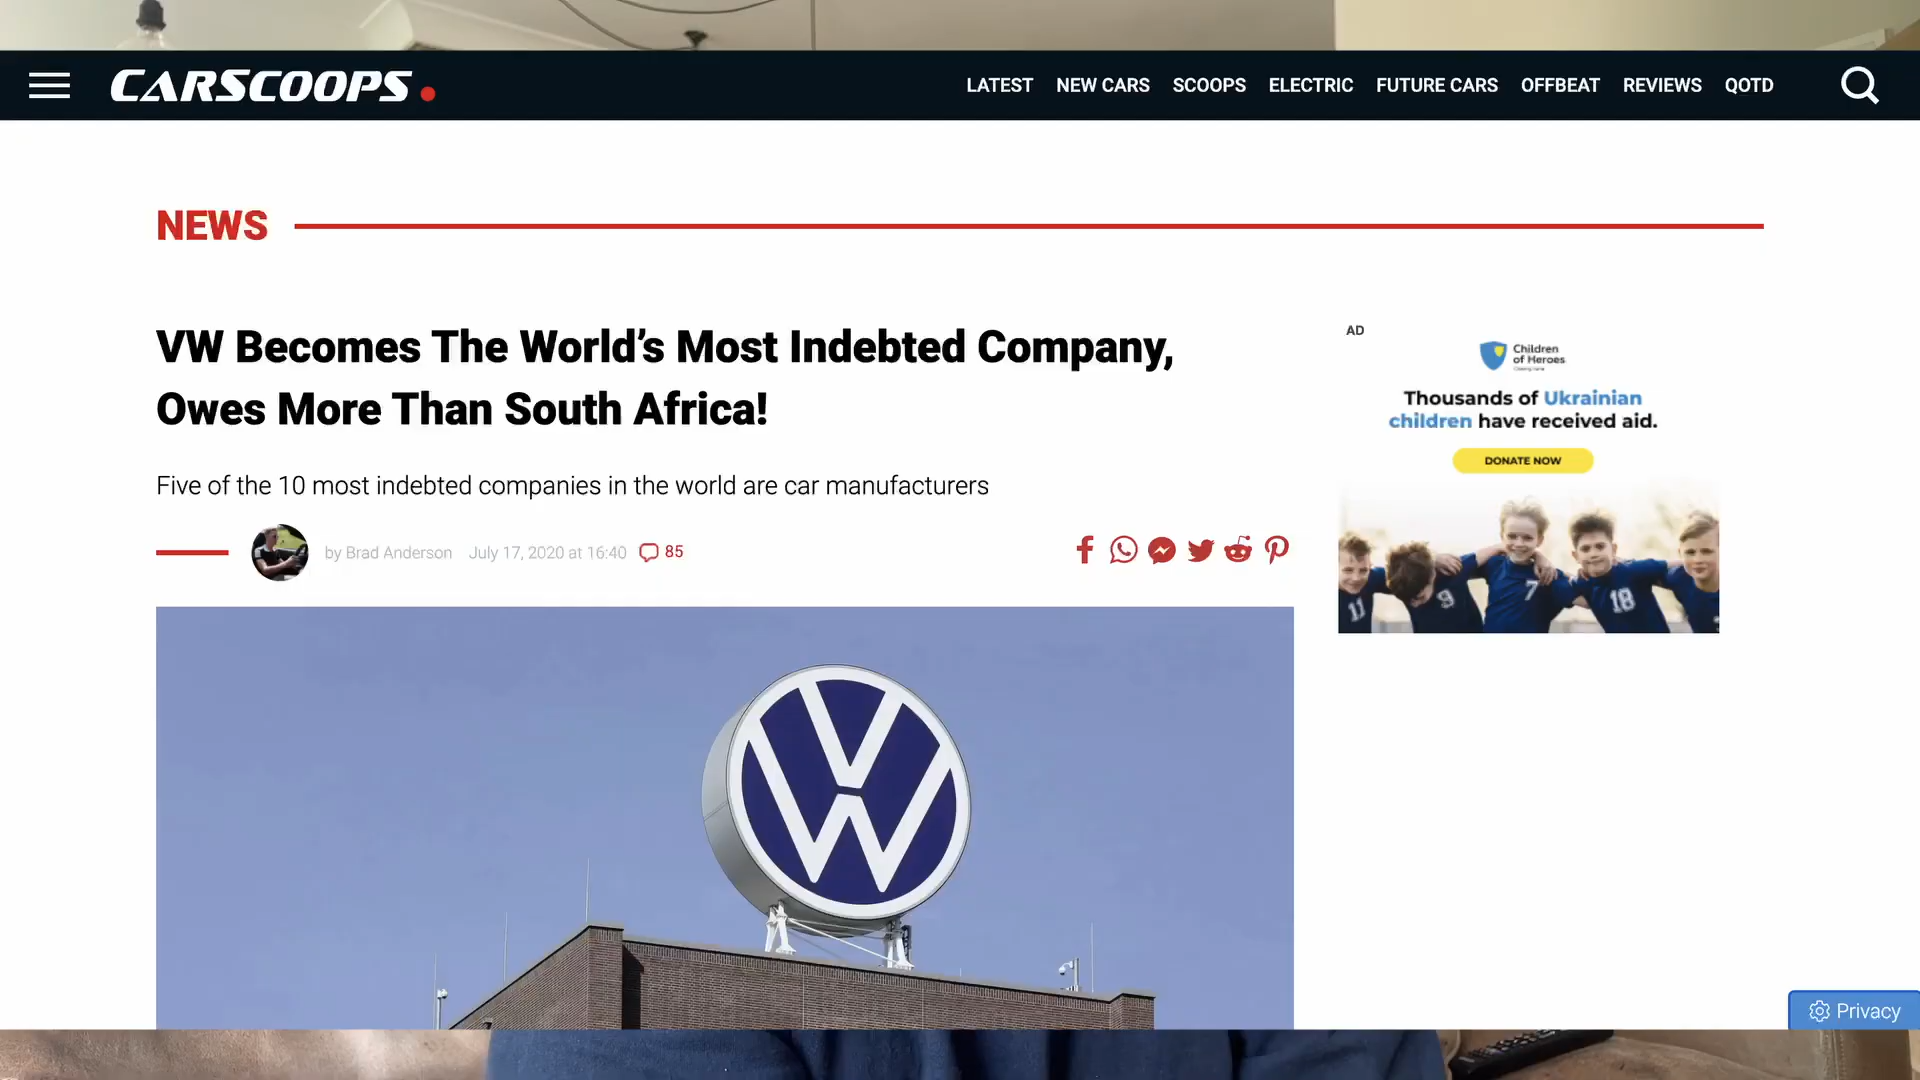 CARSCOOPS.
LATEST NEW CARS SCOOPS ELECTRIC FUTURE CARS OFFBEAT REVIEWS QOTD
NEWS
VW Becomes The World’s Most Indebted Company,
Owes More Than South Africa!
Five of the 10 most indebted companies in the world are car manufacturers
by Brad Anderson July 17, 2020 at 16:40 85
AD
Children
of Heroes
Thousands of Ukrainian
children have received aid.
DONATE NOW
11 9 7 18
VW
Privacy